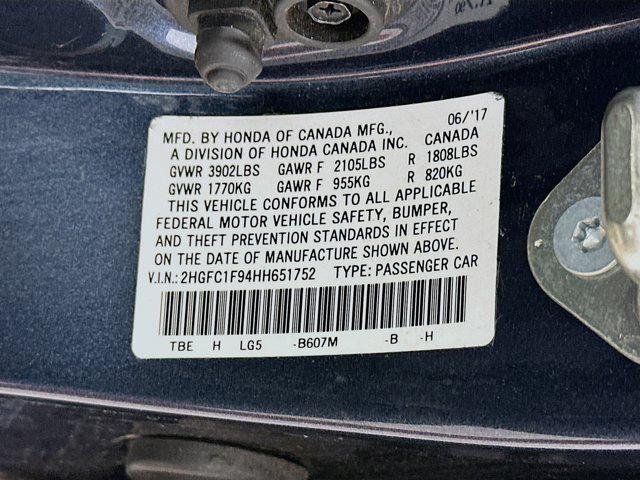 06/'17
MFD. BY HONDA OF CANADA MFG., CANADA
A DIVISION OF HONDA CANADA INC.
GVWR 3902LBS GAWR F 2105LBS R 1808LBS
GVWR 1770KG GAWR F 955KG R 820KG
THIS VEHICLE CONFORMS TO ALL APPLICABLE
FEDERAL MOTOR VEHICLE SAFETY, BUMPER,
AND THEFT PREVENTION STANDARDS IN EFFECT
ON THE DATE OF MANUFACTURE SHOWN ABOVE.
V.I.N.: 2HGFC1F94HH651752 TYPE: PASSENGER CAR
TBE H LG5 -B607M -B -H